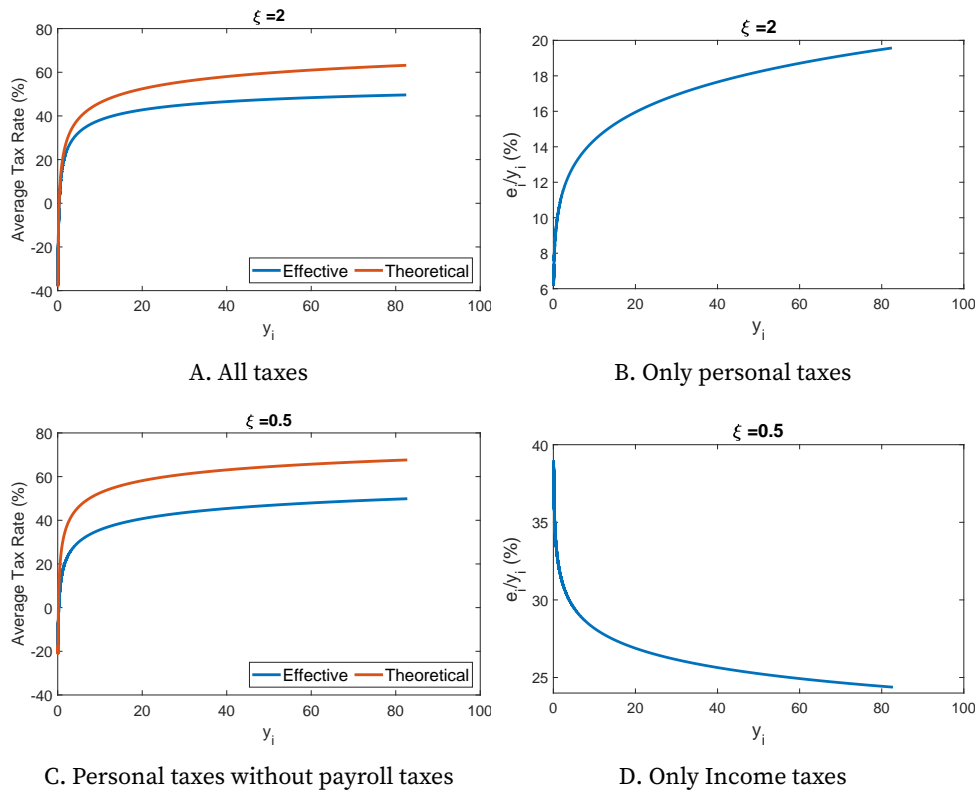 ξ =2
80
60
40
20
0
-20
-40
0 20 40 60 80 100
Average Tax Rate (%)
y_i
Effective Theoretical
A. All taxes
ξ =2
20
18
16
14
12
10
8
6
0 20 40 60 80 100
e_i/y_i (%)
y_i
B. Only personal taxes
ξ =0.5
80
60
40
20
0
-20
-40
0 20 40 60 80 100
Average Tax Rate (%)
y_i
Effective Theoretical
C. Personal taxes without payroll taxes
ξ =0.5
40
35
30
25
0 20 40 60 80 100
e_i/y_i (%)
y_i
D. Only Income taxes